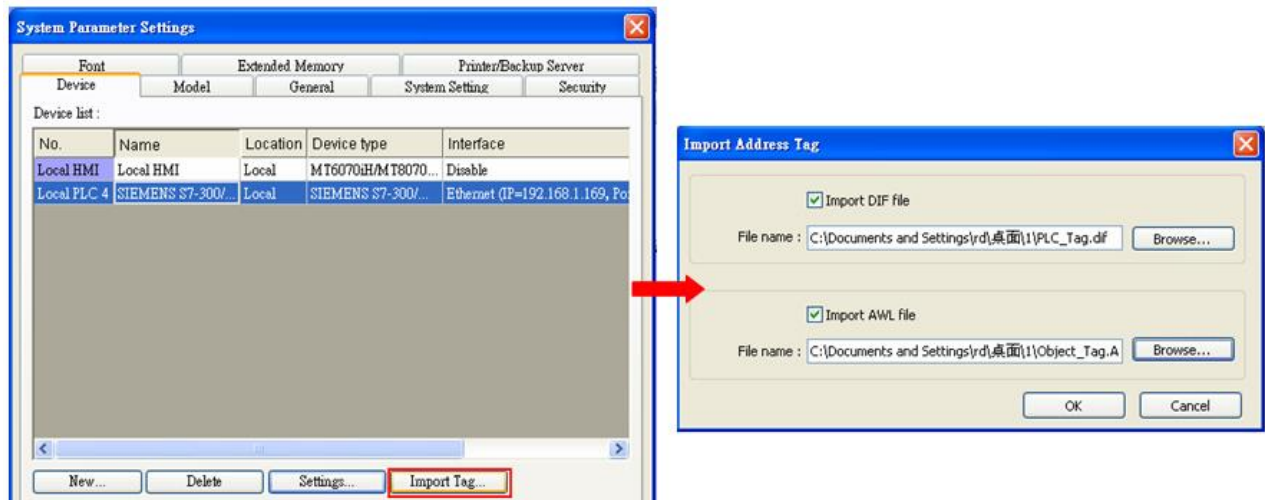 System Parameter Settings
Font Extended Memory Printer/Backup Server
Device Model General System Setting Security
Device list :
No. Name Location Device type Interface
Local HMI Local HMI Local MT6070iH/MT8070... Disable
Local PLC 4 SIEMENS S7-300/... Local SIEMENS S7-300/... Ethernet (IP=192.168.1.169, Po
New... Delete Settings... Import Tag...
Import Address Tag
Import DIF file
File name : C:\Documents and Settings\rd\桌面\1\PLC_Tag.dif Browse...
Import AWL file
File name : C:\Documents and Settings\rd\桌面\1\Object_Tag.A Browse...
OK Cancel